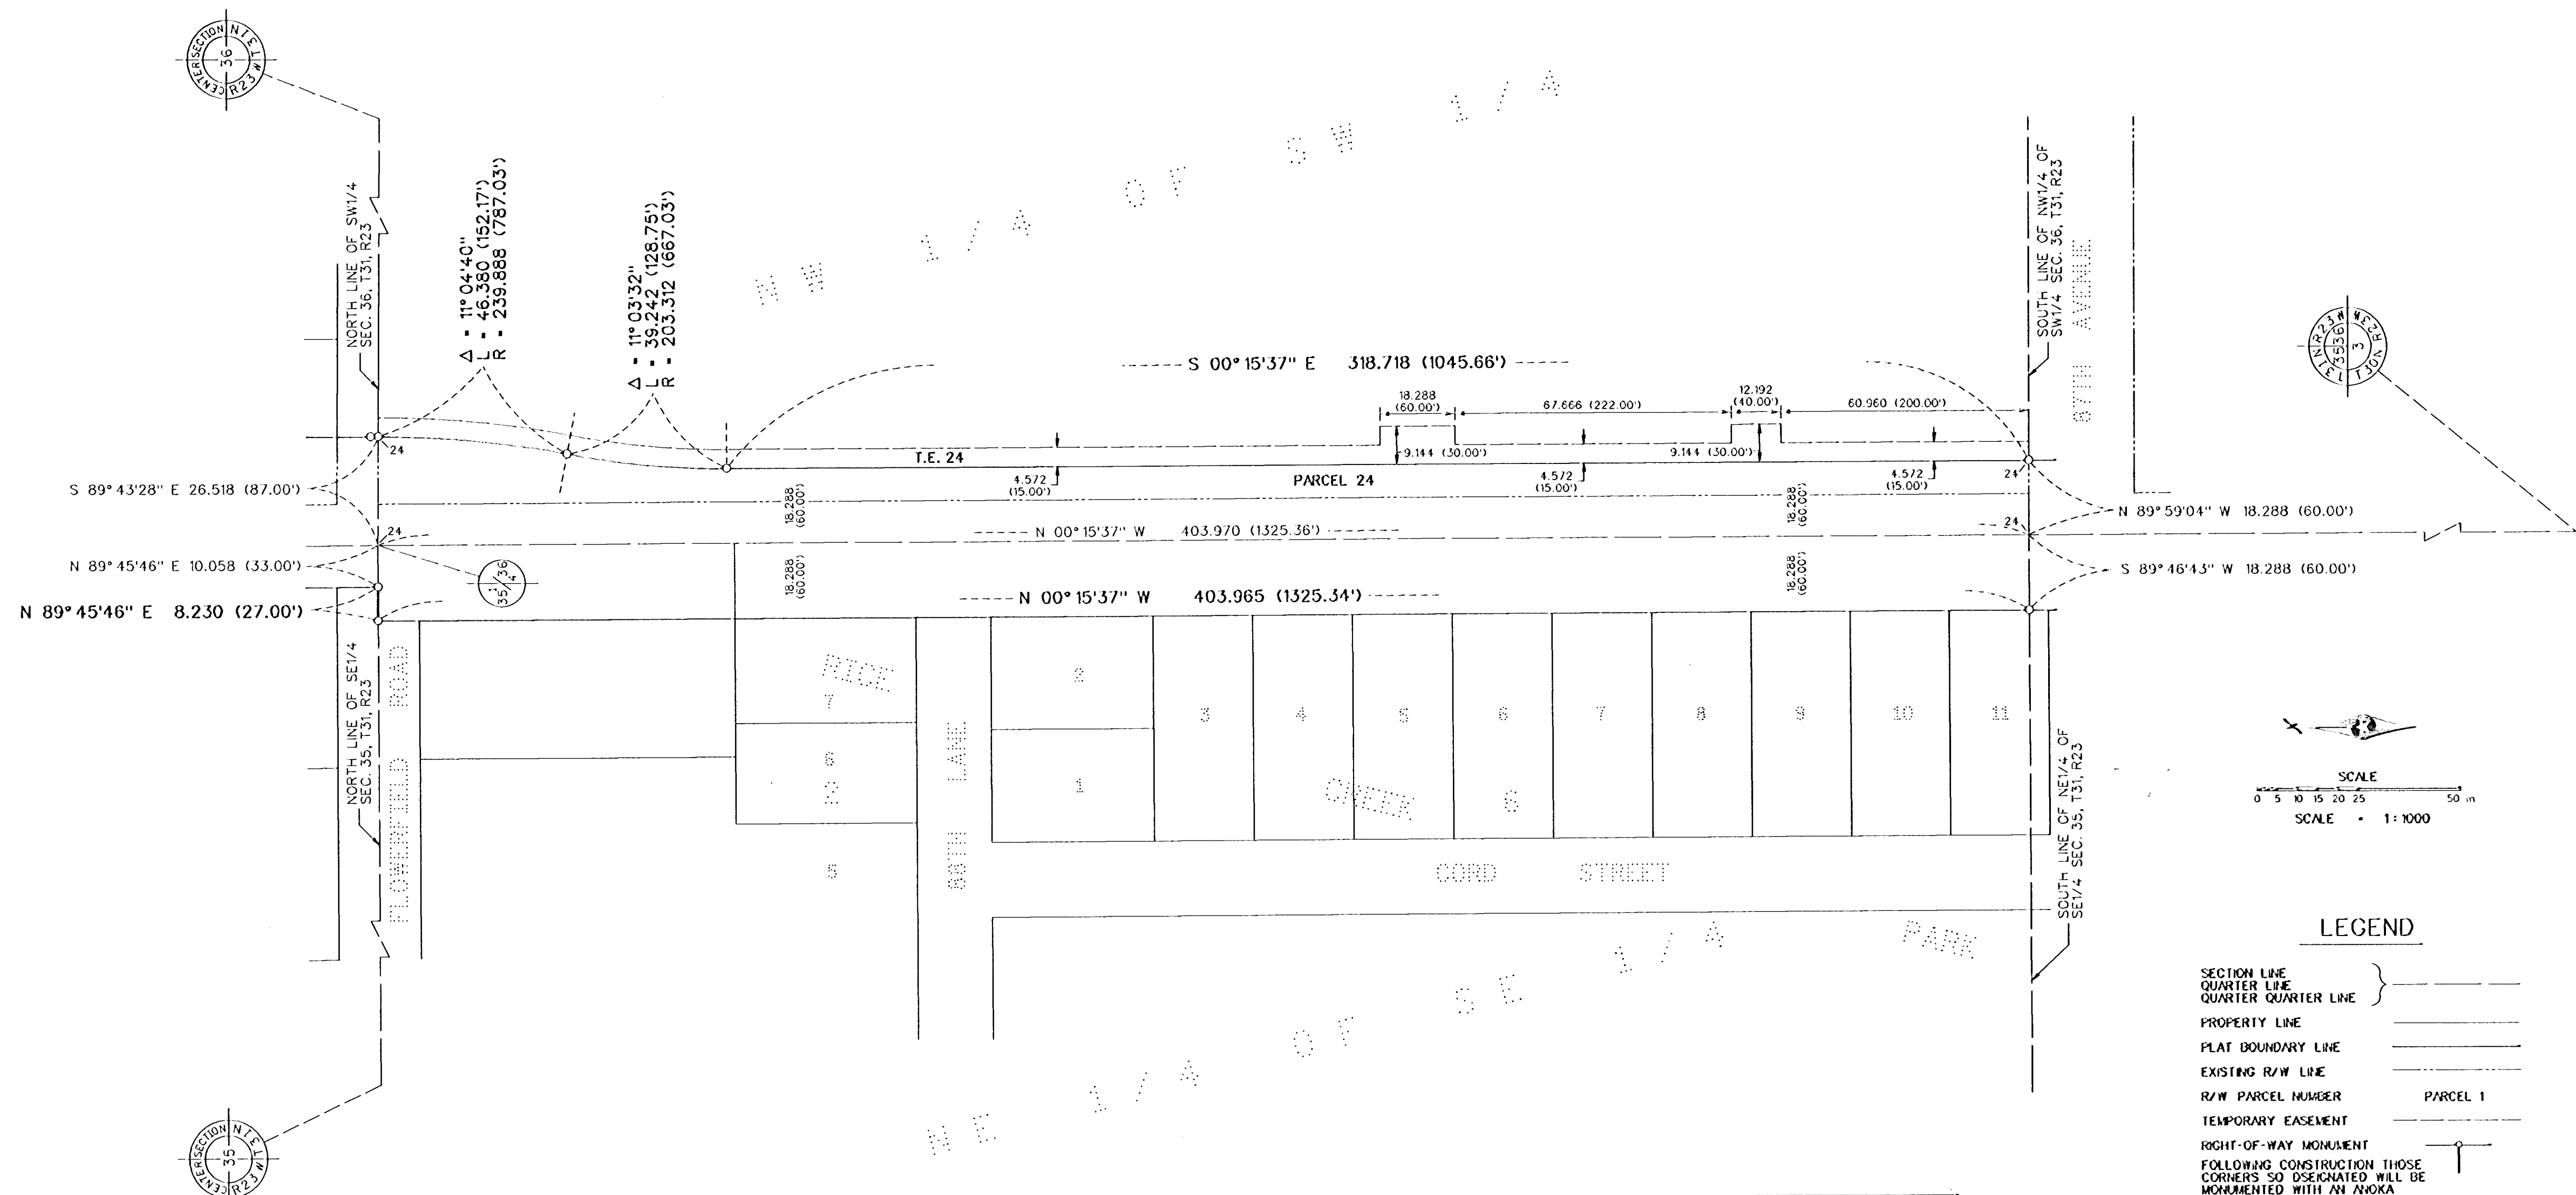 CENTER SECTION
36
T31N
R23W
NORTH LINE OF SW1/4
SEC. 36, T31, R23
Δ = 11°04'40"
L = 46.380 (152.17')
R = 239.888 (787.03')
Δ = 11°03'32"
L = 39.242 (128.75')
R = 203.312 (667.03')
NW 1/4 OF SW 1/4
SOUTH LINE OF NW1/4 OF
SW1/4 SEC. 36, T31, R23
87TH AVENUE
T31N R23W
35 36
3
T30N R23W
S 00°15'37" E 318.718 (1045.66')
18.288
(60.00')
67.666 (222.00')
12.192
(40.00')
60.960 (200.00')
24
T.E. 24
9.144 (30.00')
9.144 (30.00')
24
S 89°43'28" E 26.518 (87.00')
4.572
(15.00')
PARCEL 24
4.572
(15.00')
4.572
(15.00')
18.288
(60.00')
18.288
(60.00')
N 89°59'04" W 18.288 (60.00')
24
24
N 00°15'37" W 403.970 (1325.36')
N 89°45'46" E 10.058 (33.00')
1/4
35/36
18.288
(60.00')
18.288
(60.00')
S 89°46'43" W 18.288 (60.00')
N 00°15'37" W 403.965 (1325.34')
N 89°45'46" E 8.230 (27.00')
NORTH LINE OF SE1/4
SEC. 35, T31, R23
FLOWERFIELD ROAD
RICE
7
6
2
5
88TH LANE
2
1
3
4
5
6
7
8
9
10
11
CREEK
6
CORD STREET
PARK
SOUTH LINE OF NE1/4 OF
SE1/4 SEC. 35, T31, R23
NE 1/4 OF SE 1/4
CENTER SECTION
35
T31N
R23W
SCALE
0 5 10 15 20 25 50 m
SCALE = 1:1000
LEGEND
SECTION LINE
QUARTER LINE
QUARTER QUARTER LINE
PROPERTY LINE
PLAT BOUNDARY LINE
EXISTING R/W LINE
R/W PARCEL NUMBER PARCEL 1
TEMPORARY EASEMENT
RIGHT-OF-WAY MONUMENT
FOLLOWING CONSTRUCTION THOSE
CORNERS SO DSEIGNATED WILL BE
MONUMENTED WITH AN ANOKA